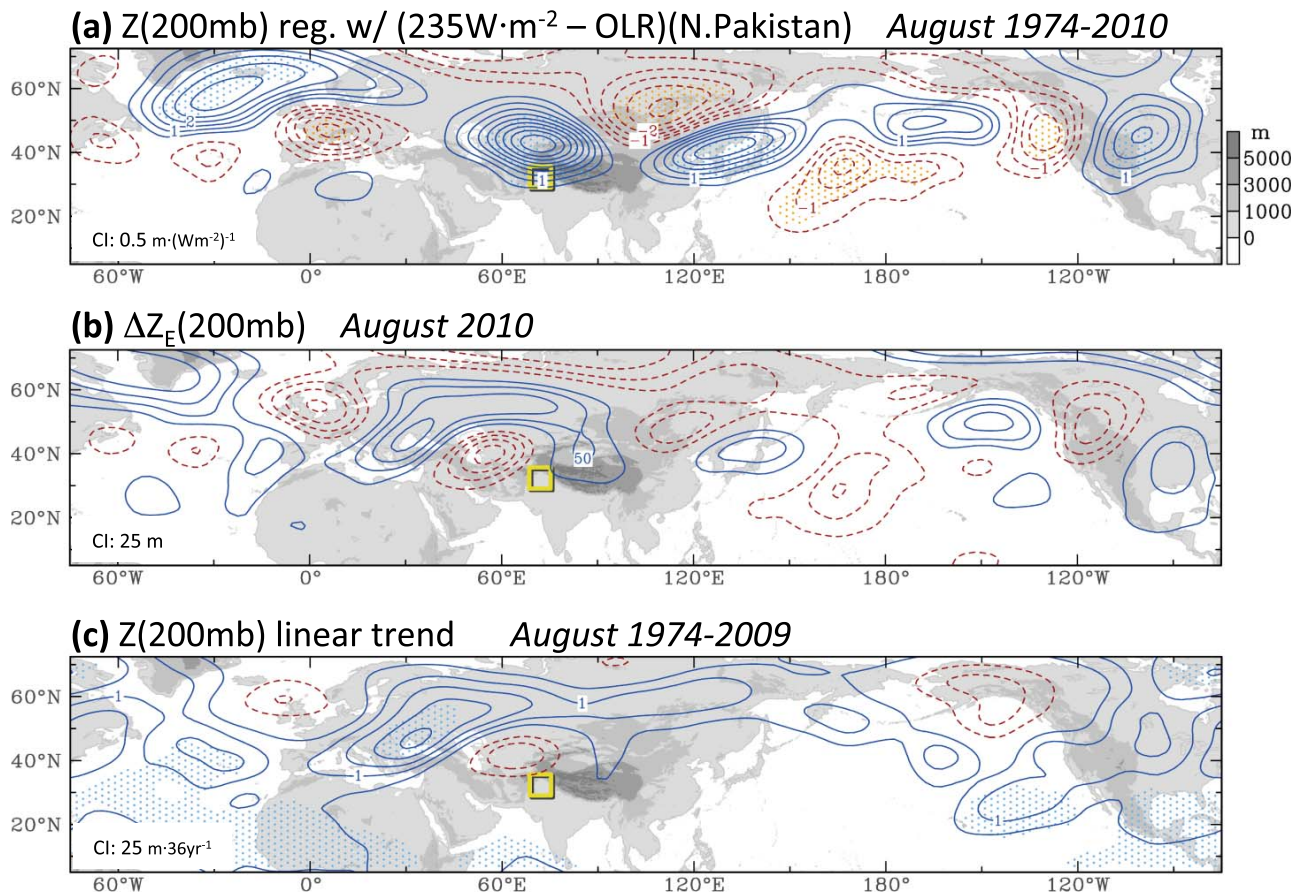 (a) Z(200mb) reg. w/ (235W·m⁻² – OLR)(N.Pakistan) August 1974-2010
60°N
40°N
20°N
1 2 1 -2 1 1 -1 1 -1 1
m
5000
3000
1000
0
CI: 0.5 m·(Wm⁻²)⁻¹
60°W 0° 60°E 120°E 180° 120°W
(b) ΔZE(200mb) August 2010
60°N
40°N
20°N
50
CI: 25 m
60°W 0° 60°E 120°E 180° 120°W
(c) Z(200mb) linear trend August 1974-2009
60°N
40°N
20°N
1 1 1 1
CI: 25 m·36yr⁻¹
60°W 0° 60°E 120°E 180° 120°W